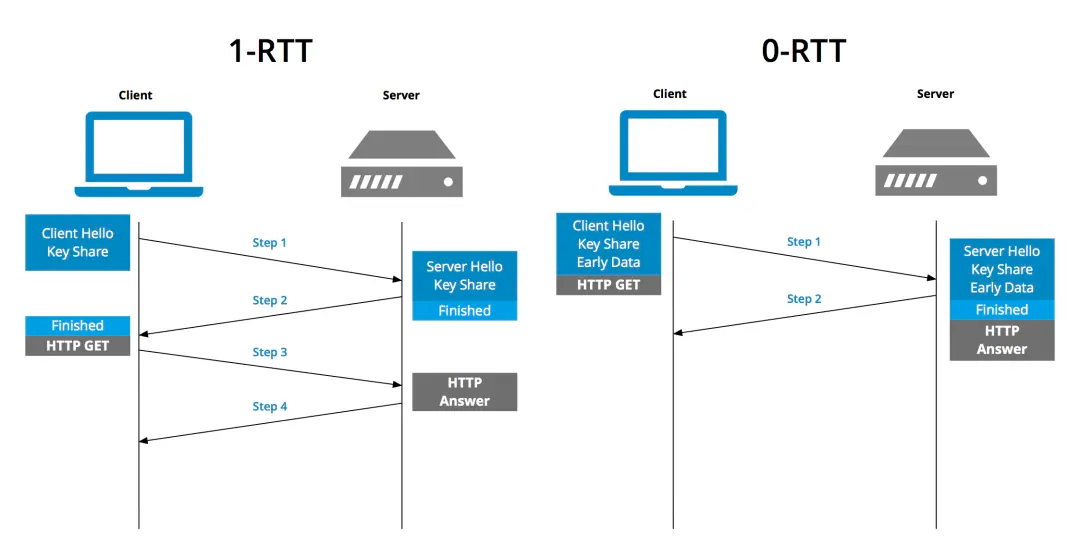 1-RTT
Client
Server
Client Hello
Key Share
Step 1
Server Hello
Key Share
Finished
Step 2
Finished
HTTP GET
Step 3
HTTP
Answer
Step 4
0-RTT
Client
Server
Client Hello
Key Share
Early Data
HTTP GET
Step 1
Server Hello
Key Share
Early Data
Finished
HTTP
Answer
Step 2